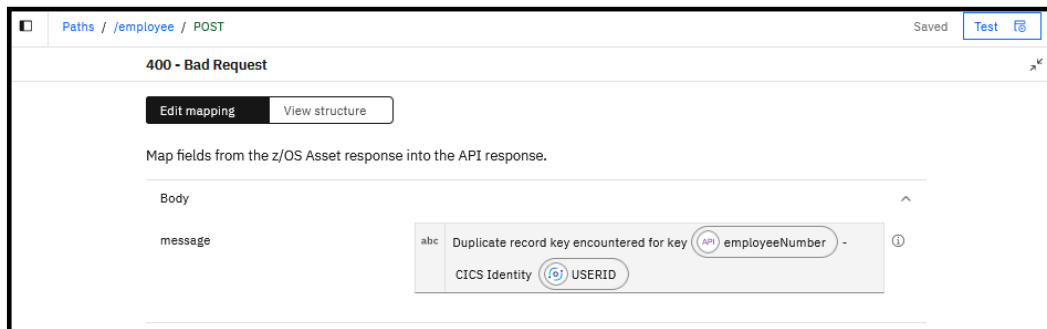 Paths / /employee / POST Saved Test
400 - Bad Request
Edit mapping View structure
Map fields from the z/OS Asset response into the API response.
Body
message abc Duplicate record key encountered for key API employeeNumber -
CICS Identity USERID